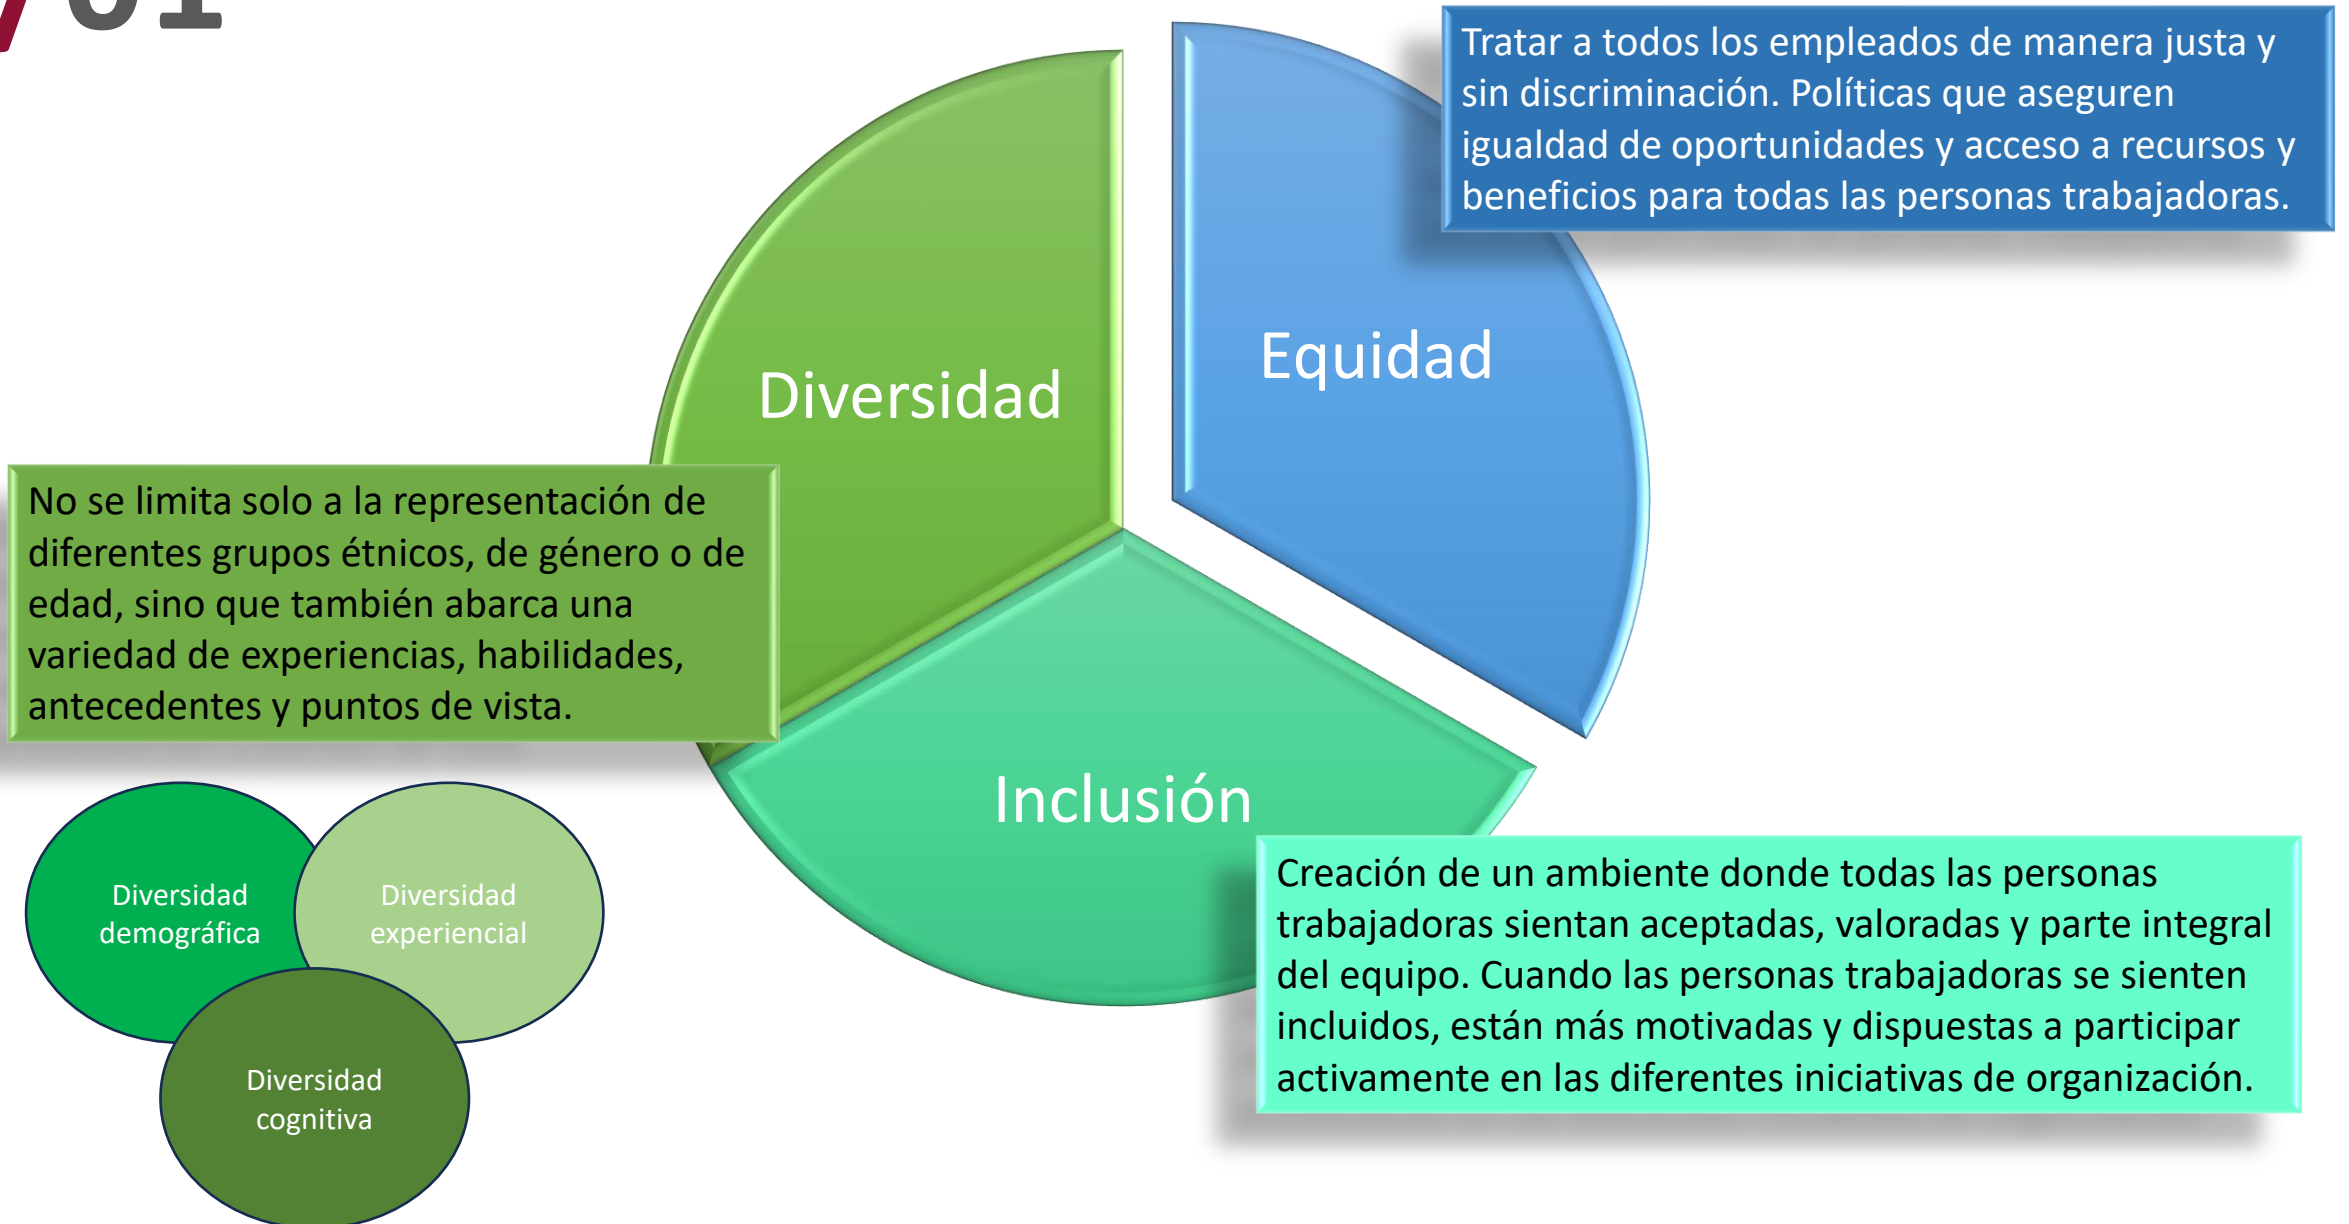 /01
Tratar a todos los empleados de manera justa y
sin discriminación. Políticas que aseguren
igualdad de oportunidades y acceso a recursos y
beneficios para todas las personas trabajadoras.
Equidad
Diversidad
No se limita solo a la representación de
diferentes grupos étnicos, de género o de
edad, sino que también abarca una
variedad de experiencias, habilidades,
antecedentes y puntos de vista.
Inclusión
Creación de un ambiente donde todas las personas
trabajadoras sientan aceptadas, valoradas y parte integral
del equipo. Cuando las personas trabajadoras se sienten
incluidos, están más motivadas y dispuestas a participar
activamente en las diferentes iniciativas de organización.
Diversidad
demográfica
Diversidad
experiencial
Diversidad
cognitiva